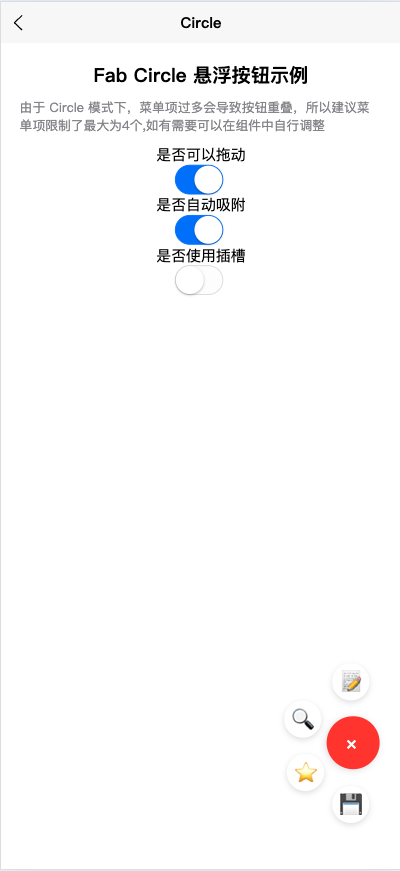 Circle
Fab Circle 悬浮按钮示例
由于 Circle 模式下，菜单项过多会导致按钮重叠，所以建议菜
单项限制了最大为4个,如有需要可以在组件中自行调整
是否可以拖动
是否自动吸附
是否使用插槽
×